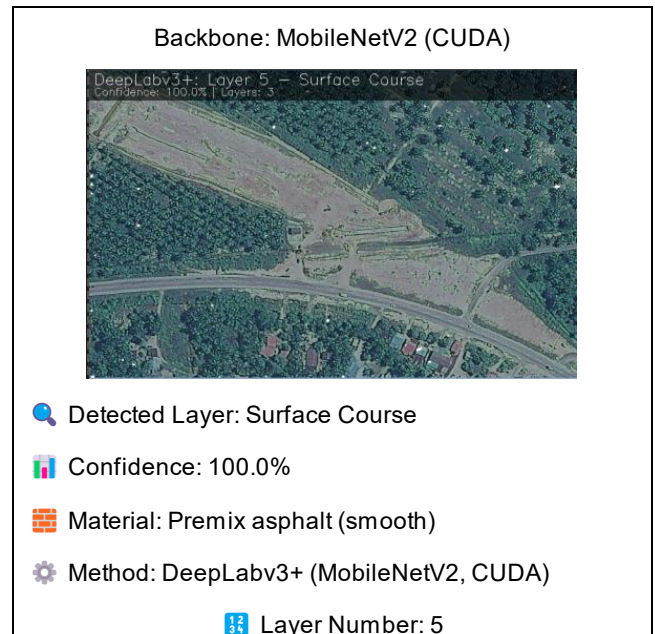 Backbone: MobileNetV2 (CUDA)
DeepLabv3+: Layer 5 – Surface Course
Confidence: 100.0% | Layers: 3
Detected Layer: Surface Course
Confidence: 100.0%
Material: Premix asphalt (smooth)
Method: DeepLabv3+ (MobileNetV2, CUDA)
🔢 Layer Number: 5